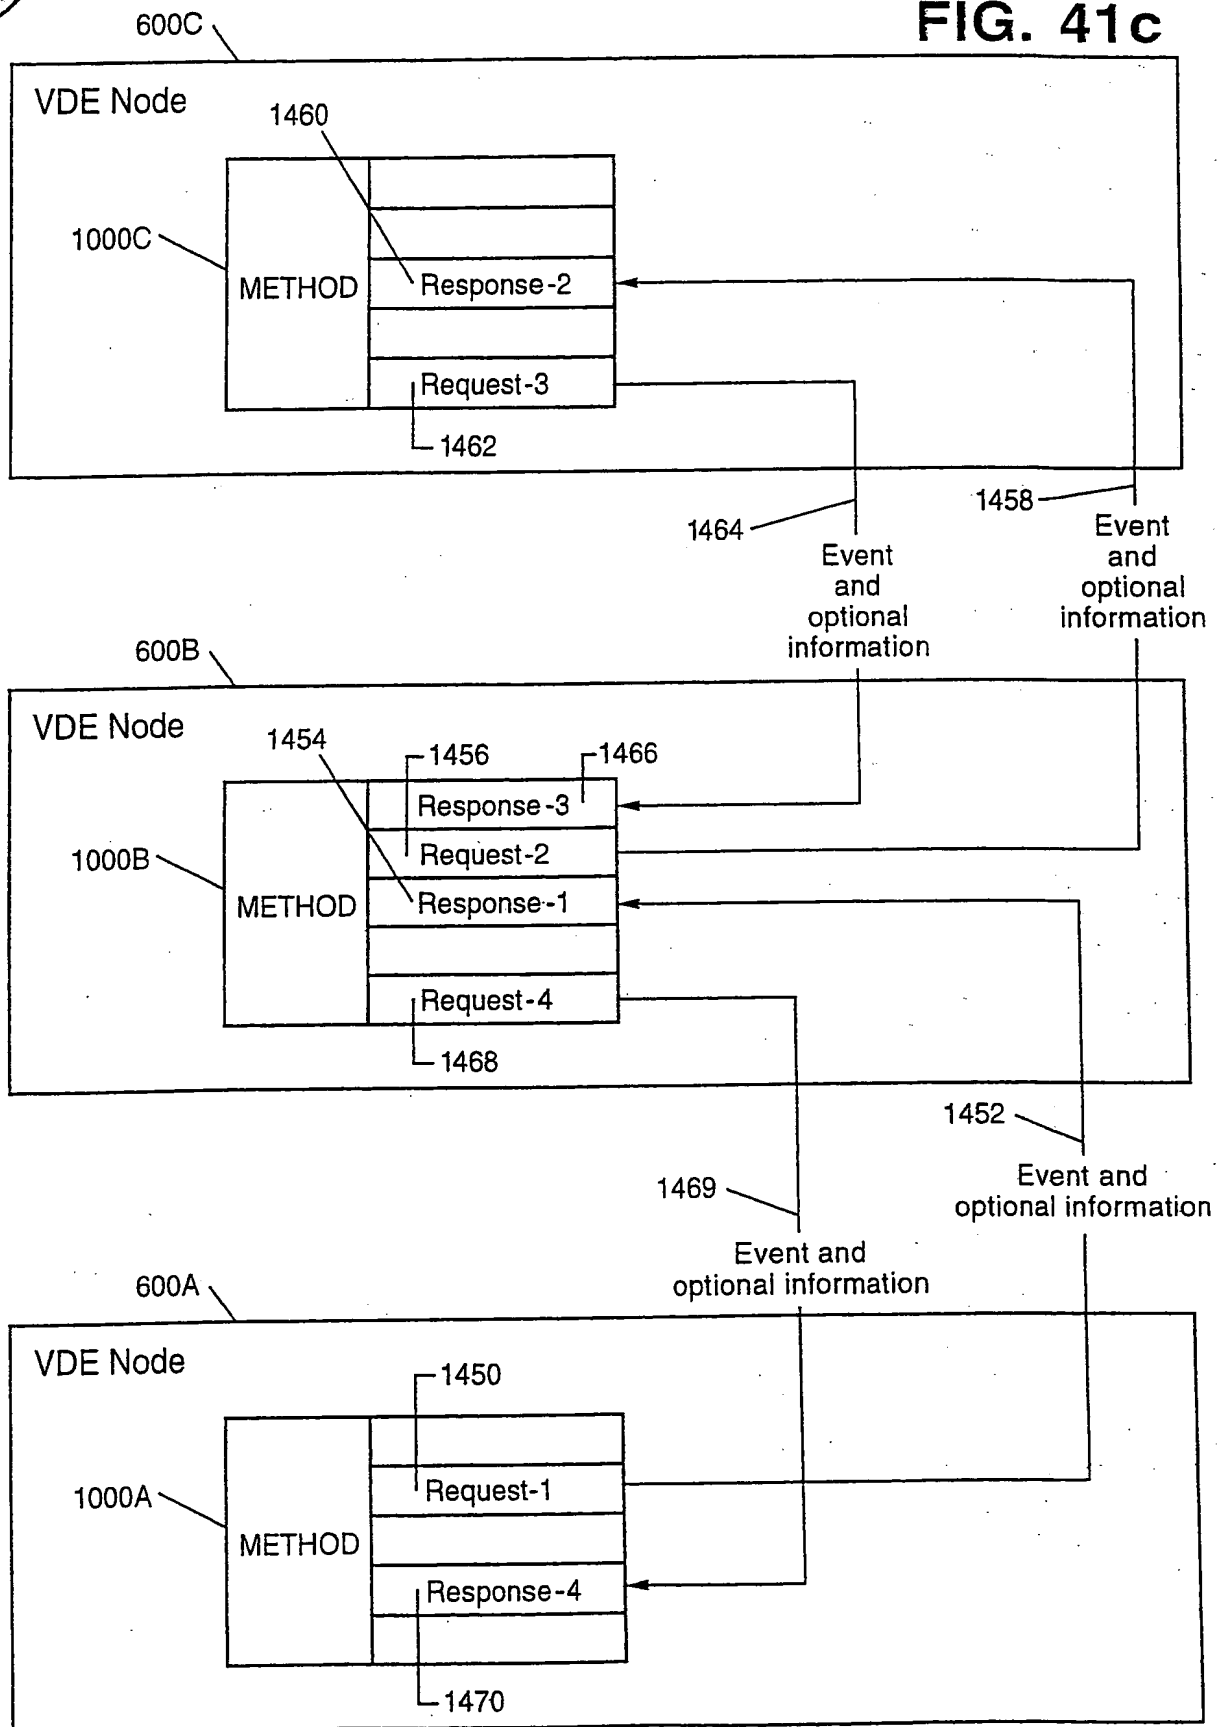 FIG. 41c
600C
VDE Node
1460
1000C
METHOD
Response-2
Request-3
1462
1464
1458
Event
and
optional
information
Event
and
optional
information
600B
VDE Node
1454
1456
1466
Response-3
1000B
Request-2
METHOD
Response-1
Request-4
1468
1452
Event and
optional information
1469
Event and
optional information
600A
VDE Node
1450
1000A
Request-1
METHOD
Response-4
1470